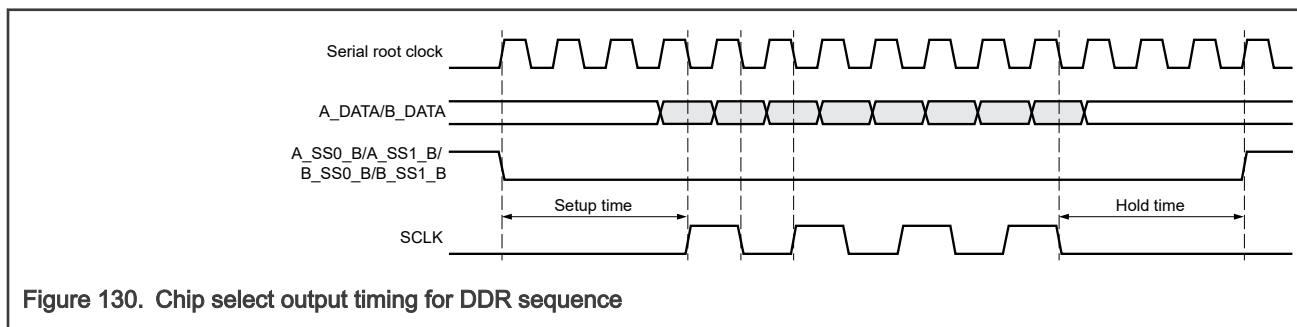 Serial root clock
A_DATA/B_DATA
A_SS0_B/A_SS1_B/
B_SS0_B/B_SS1_B
Setup time
Hold time
SCLK
Figure 130. Chip select output timing for DDR sequence